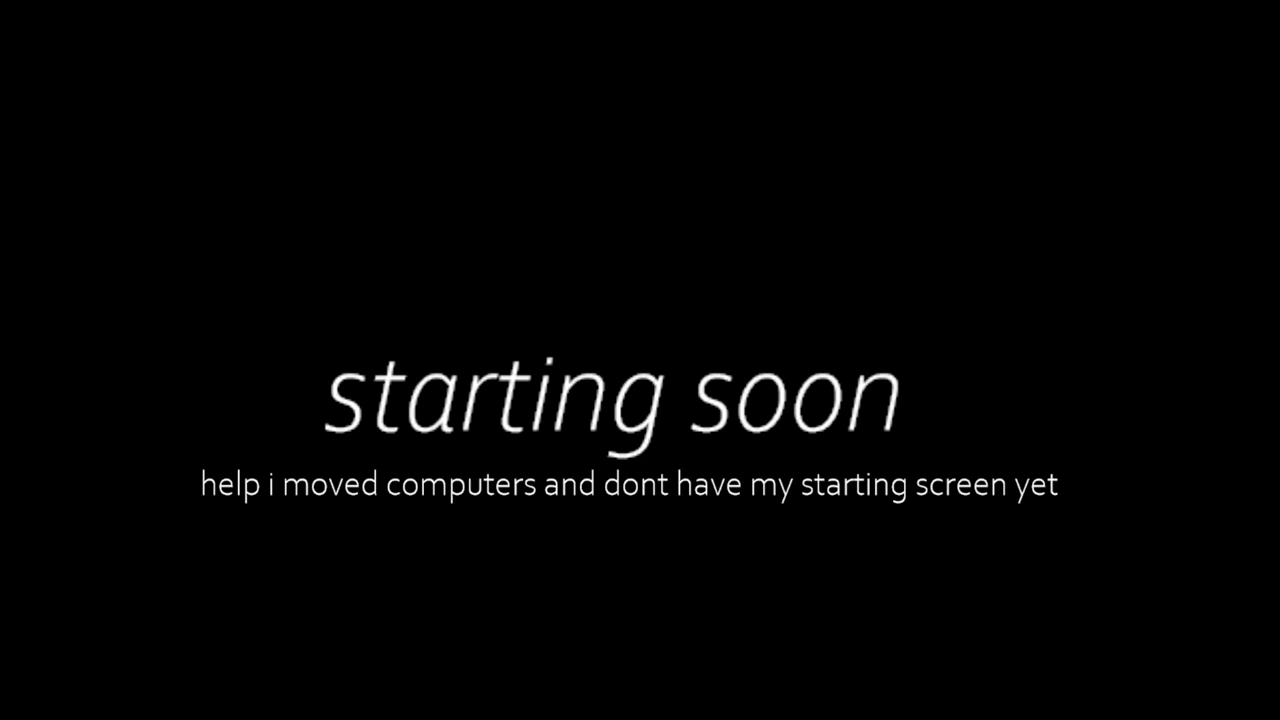 starting soon
help i moved computers and dont have my starting screen yet